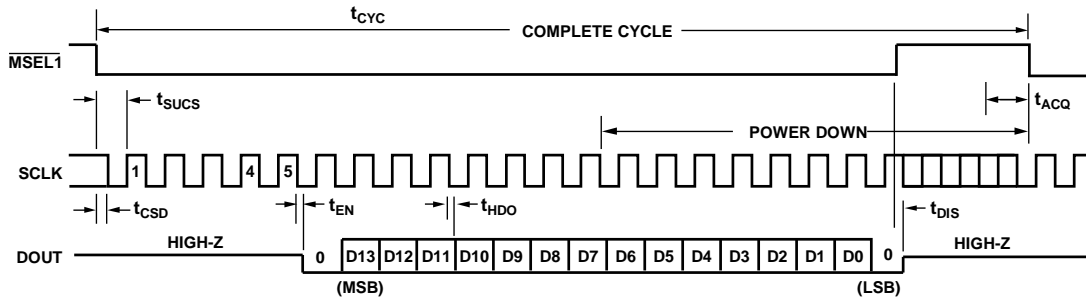 tCYC
COMPLETE CYCLE
MSEL1
tSUCS
tACQ
POWER DOWN
SCLK
1
4
5
tCSD
tEN
tHDO
tDIS
DOUT
HIGH-Z
0
D13
D12
D11
D10
D9
D8
D7
D6
D5
D4
D3
D2
D1
D0
0
HIGH-Z
(MSB)
(LSB)